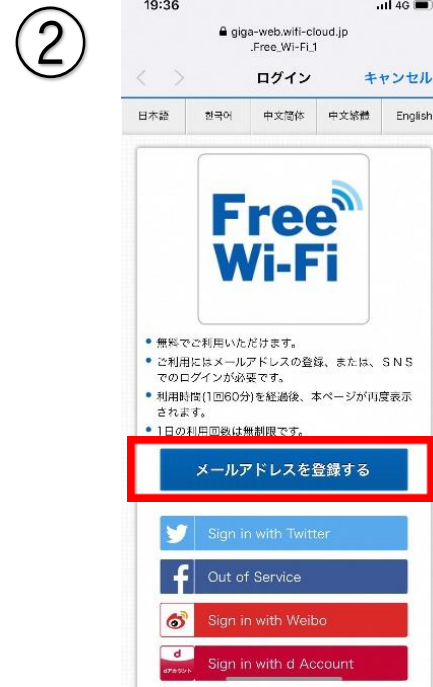 ②
19:36
4G
giga-web.wifi-cloud.jp
.Free_Wi-Fi_1
ログイン
キャンセル
日本語 한국어 中文简体 中文繁體 English
Free
Wi-Fi
• 無料でご利用いただけます。
• ご利用にはメールアドレスの登録、または、ＳＮＳ
でのログインが必要です。
• 利用時間(1回60分)を経過後、本ページが再度表示
されます。
• 1日の利用回数は無制限です。
メールアドレスを登録する
Sign in with Twitter
f Out of Service
Sign in with Weibo
d
dアカウント
Sign in with d Account